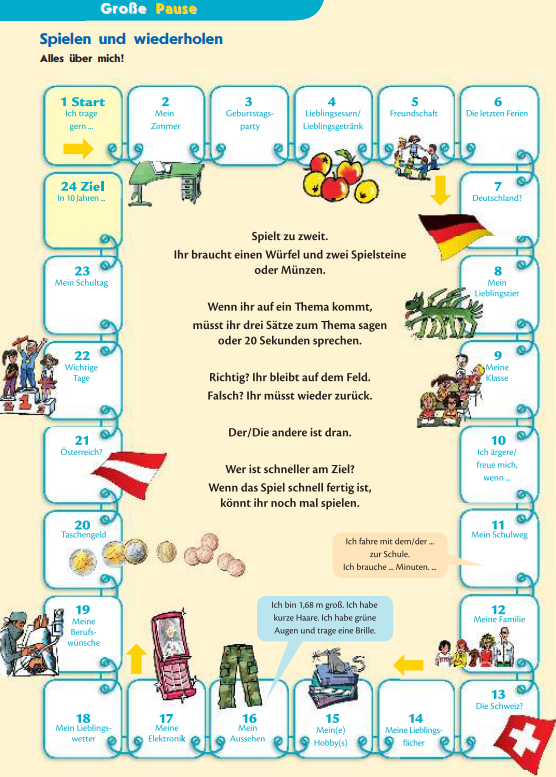 Große Pause
Spielen und wiederholen
Alles über mich!
1 Start
Ich trage
gern ...
2
Mein
Zimmer
3
Geburtstags-
party
4
Lieblingsessen/
Lieblingsgetränk
5
Freundschaft
6
Die letzten Ferien
7
Deutschland?
8
Mein
Lieblingstier
9
Meine
Klasse
10
Ich ärgere/
freue mich,
wenn ...
11
Mein Schulweg
Ich fahre mit dem/der ...
zur Schule.
Ich brauche ... Minuten. ...
12
Meine Familie
13
Die Schweiz?
14
Meine Lieblings-
fächer
15
Mein(e)
Hobby(s)
16
Mein
Aussehen
Ich bin 1,68 m groß. Ich habe
kurze Haare. Ich habe grüne
Augen und trage eine Brille.
17
Meine
Elektronik
18
Mein Lieblings-
wetter
19
Meine
Berufs-
wünsche
20
Taschengeld
21
Österreich?
22
Wichtige
Tage
23
Mein Schultag
24 Ziel
In 10 Jahren ...
Spielt zu zweit.
Ihr braucht einen Würfel und zwei Spielsteine
oder Münzen.
Wenn ihr auf ein Thema kommt,
müsst ihr drei Sätze zum Thema sagen
oder 20 Sekunden sprechen.
Richtig? Ihr bleibt auf dem Feld.
Falsch? Ihr müsst wieder zurück.
Der/Die andere ist dran.
Wer ist schneller am Ziel?
Wenn das Spiel schnell fertig ist,
könnt ihr noch mal spielen.